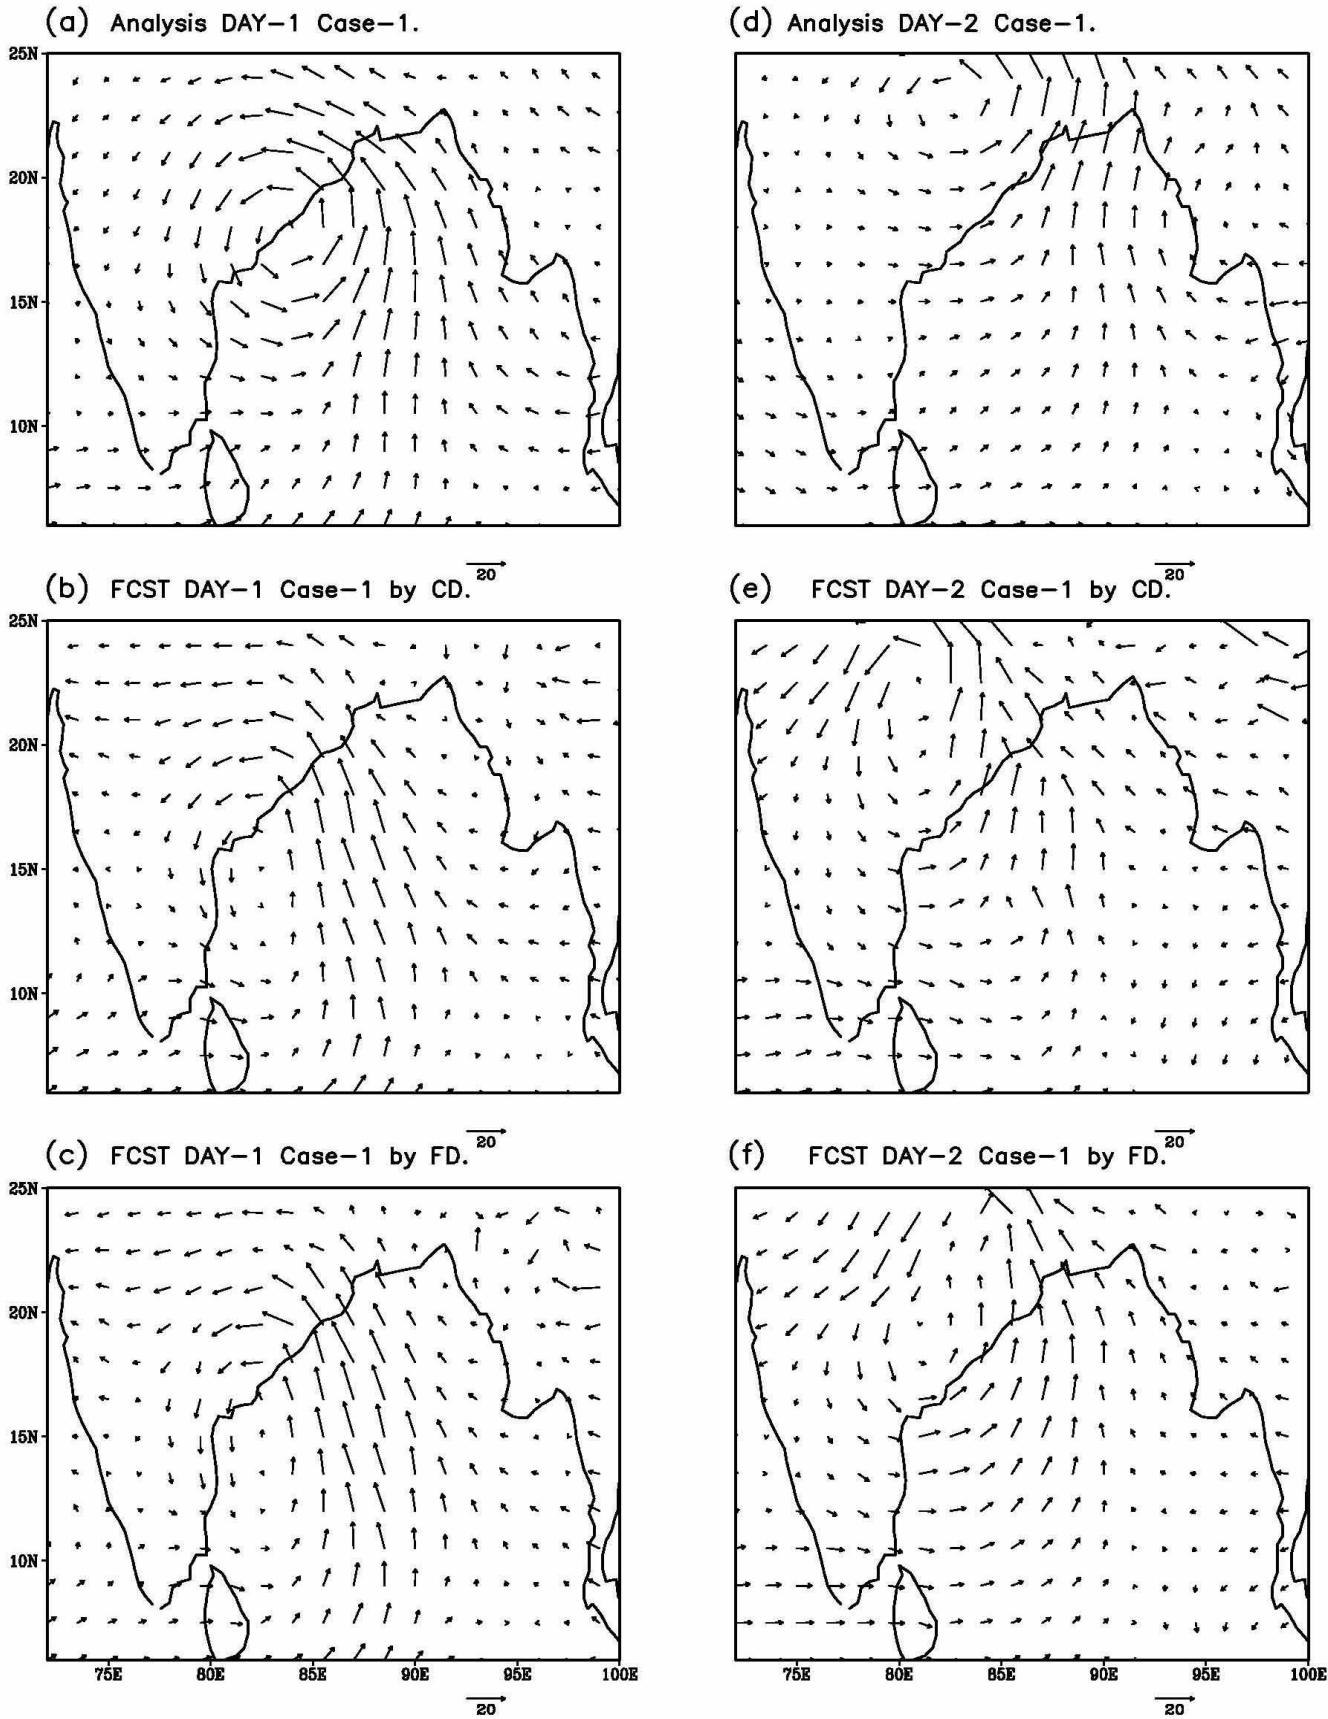 (a) Analysis DAY-1 Case-1.
(d) Analysis DAY-2 Case-1.
25N
20N
15N
10N
20
20
(b) FCST DAY-1 Case-1 by CD.
(e) FCST DAY-2 Case-1 by CD.
25N
20N
15N
10N
20
20
(c) FCST DAY-1 Case-1 by FD.
(f) FCST DAY-2 Case-1 by FD.
25N
20N
15N
10N
75E 80E 85E 90E 95E 100E
75E 80E 85E 90E 95E 100E
20
20